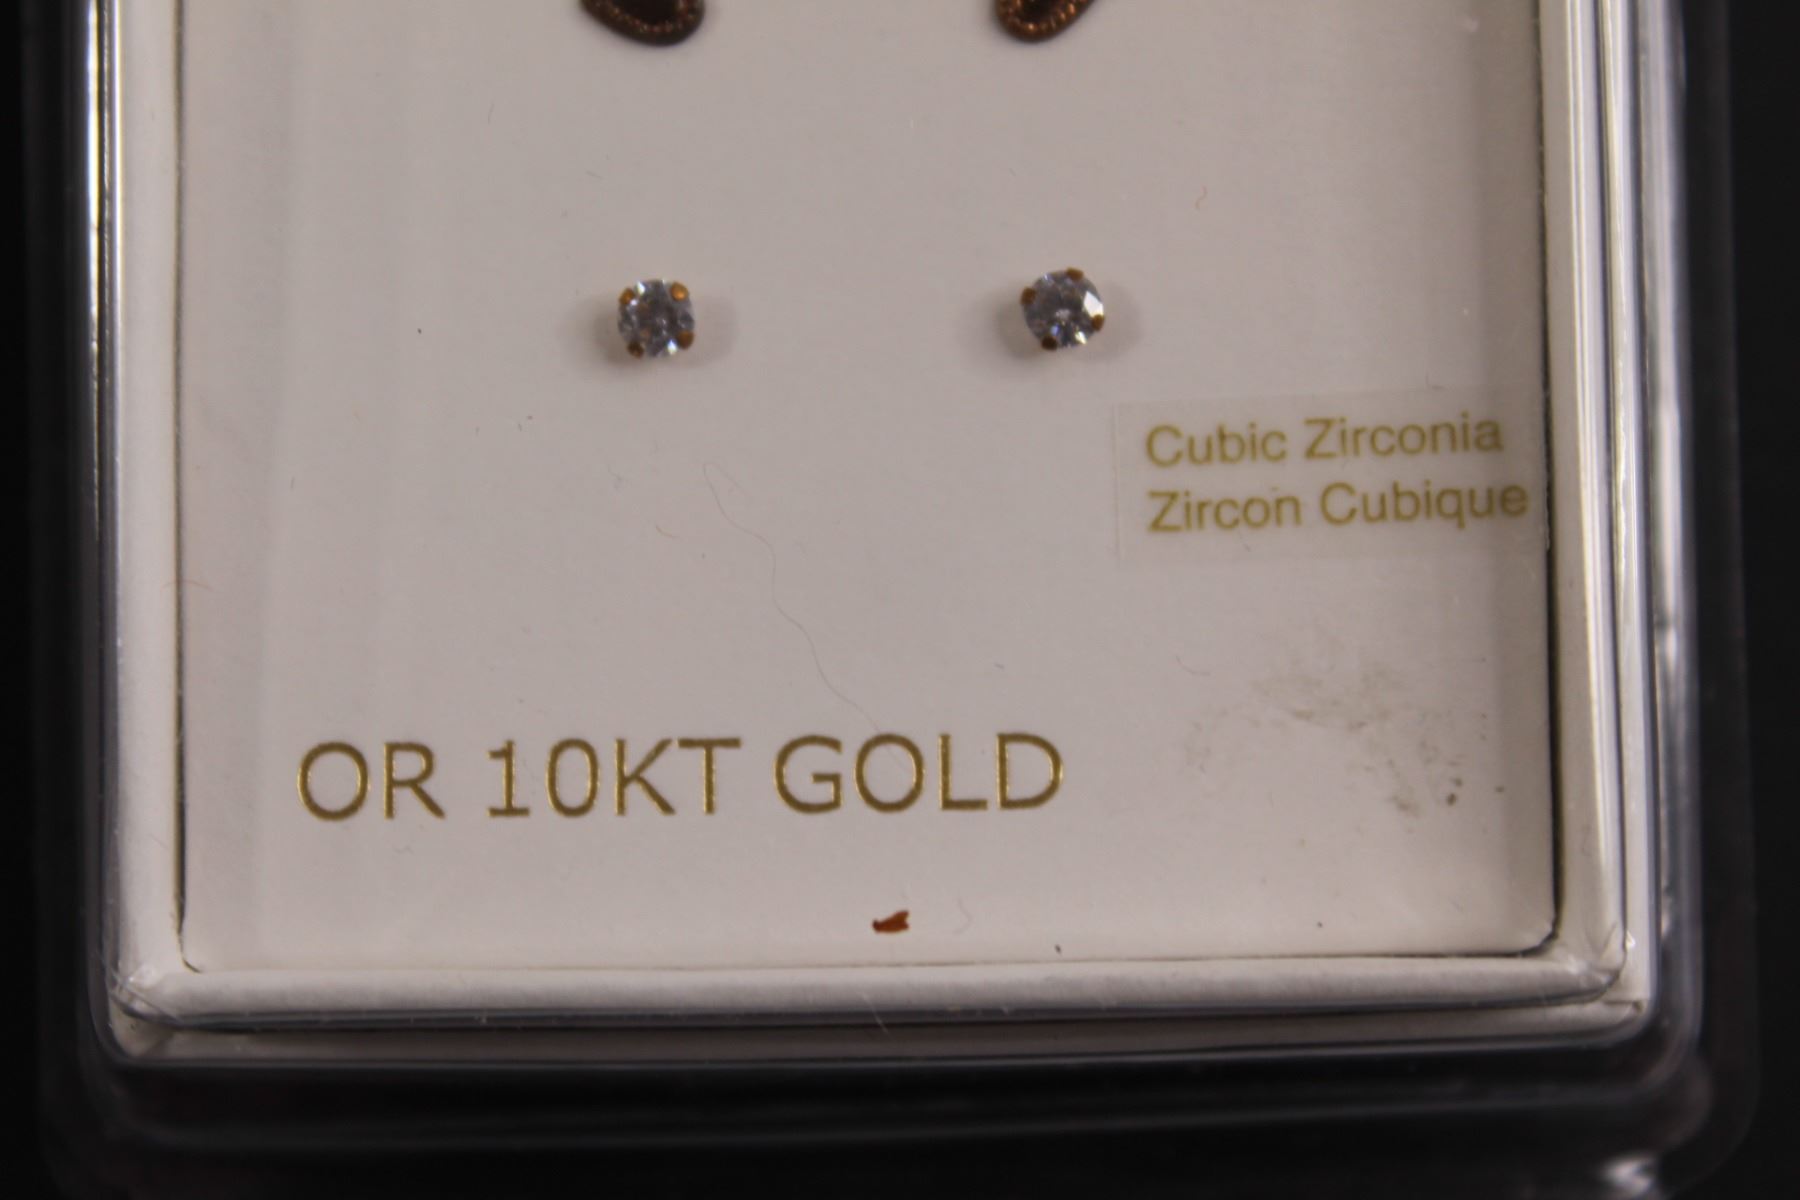 Cubic Zirconia
Zircon Cubique
OR 10KT GOLD